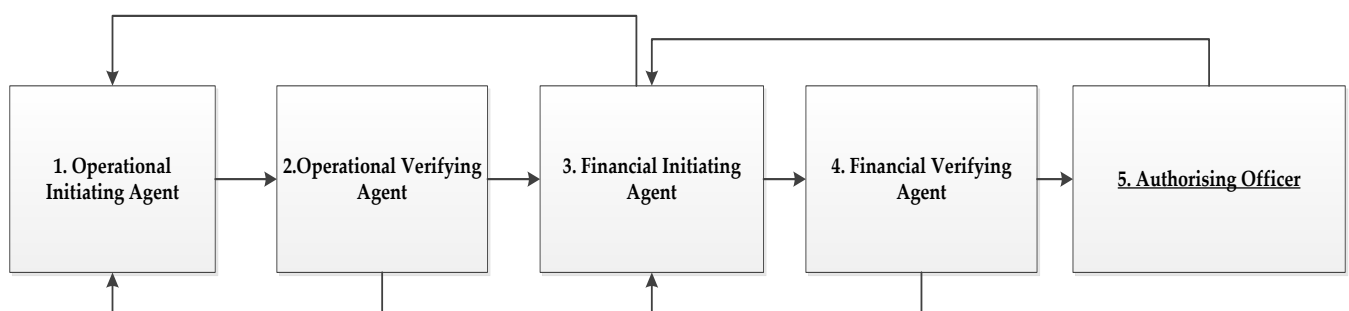 1. Operational
Initiating Agent
2.Operational Verifying
Agent
3. Financial Initiating
Agent
4. Financial Verifying
Agent
5. Authorising Officer